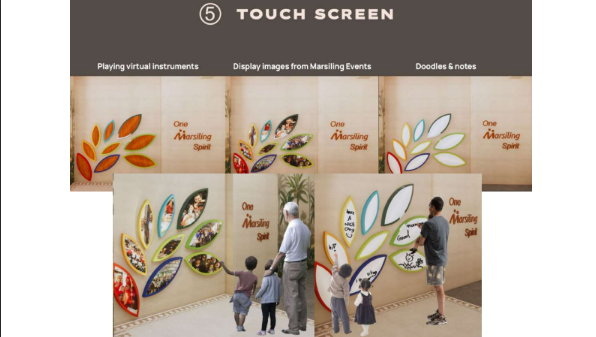 5 TOUCH SCREEN
Playing virtual instruments
Display images from Marsiling Events
Doodles & notes
One
Marsiling
Spirit
One
Marsiling
Spirit
One
Marsiling
Spirit
One
Marsiling
Spirit
One
Marsiling
Spirit